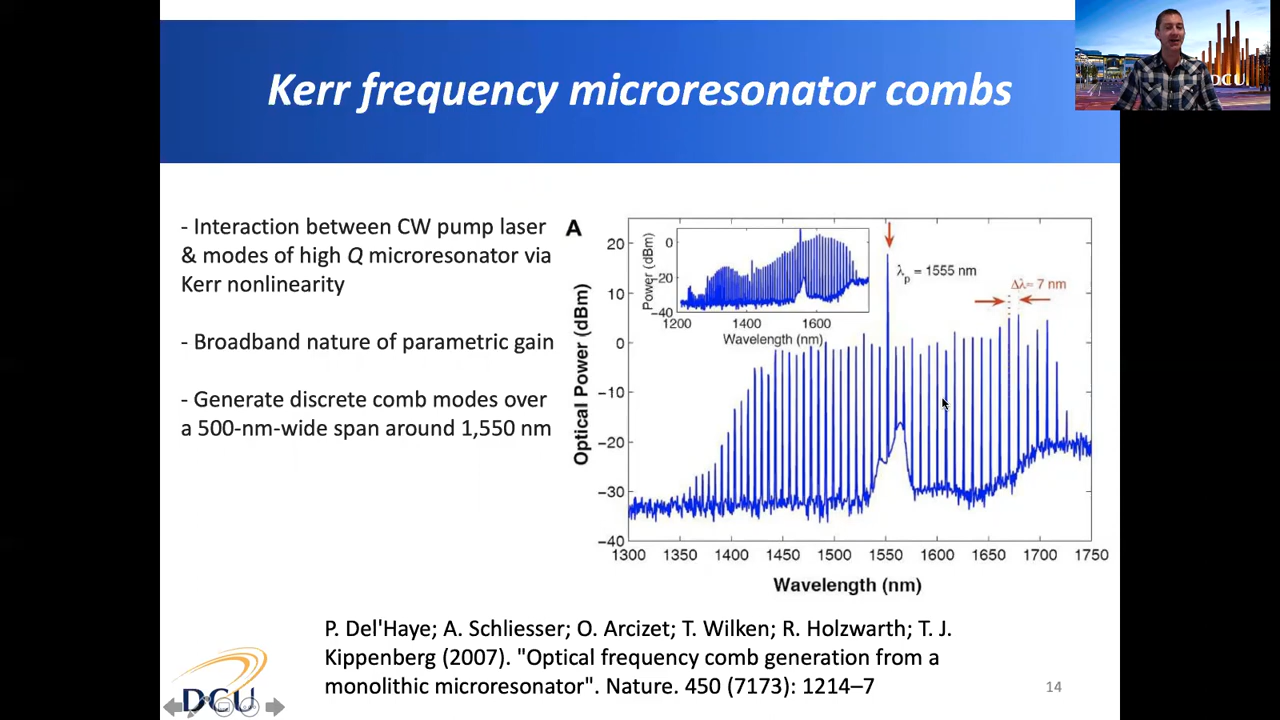 Kerr frequency microresonator combs
DCU
- Interaction between CW pump laser
& modes of high Q microresonator via
Kerr nonlinearity
- Broadband nature of parametric gain
- Generate discrete comb modes over
a 500-nm-wide span around 1,550 nm
A
Optical Power (dBm)
20
10
0
−10
−20
−30
−40
1300 1350 1400 1450 1500 1550 1600 1650 1700 1750
Wavelength (nm)
Power (dBm)
0
−20
−40
1200 1400 1600
Wavelength (nm)
λp = 1555 nm
Δλ= 7 nm
P. Del'Haye; A. Schliesser; O. Arcizet; T. Wilken; R. Holzwarth; T. J.
Kippenberg (2007). "Optical frequency comb generation from a
monolithic microresonator". Nature. 450 (7173): 1214–7
DCU
14